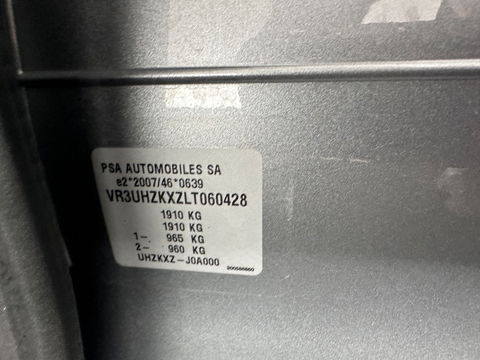 PSA AUTOMOBILES SA
e2*2007/46*0639
VR3UHZKXZLT060428
1910 KG
1910 KG
1- 965 KG
2- 960 KG
UHZKXZ-J0A000